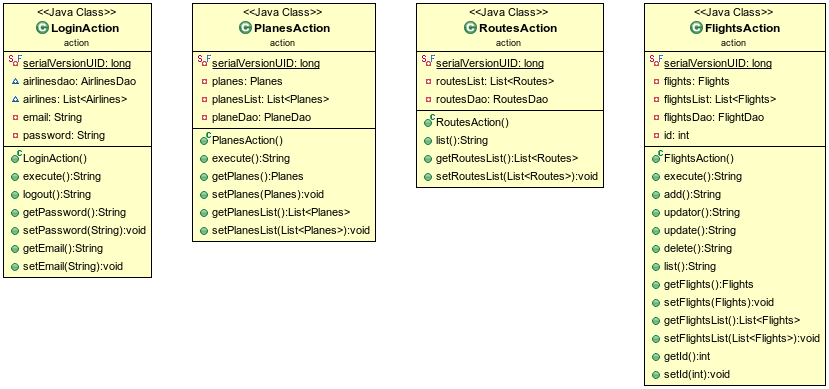 <<Java Class>>
LoginAction
action
serialVersionUID: long
airlinesdao: AirlinesDao
airlines: List<Airlines>
email: String
password: String
LoginAction()
execute():String
logout():String
getPassword():String
setPassword(String):void
getEmail():String
setEmail(String):void
<<Java Class>>
PlanesAction
action
serialVersionUID: long
planes: Planes
planesList: List<Planes>
planeDao: PlaneDao
PlanesAction()
execute():String
getPlanes():Planes
setPlanes(Planes):void
getPlanesList():List<Planes>
setPlanesList(List<Planes>):void
<<Java Class>>
RoutesAction
action
serialVersionUID: long
routesList: List<Routes>
routesDao: RoutesDao
RoutesAction()
list():String
getRoutesList():List<Routes>
setRoutesList(List<Routes>):void
<<Java Class>>
FlightsAction
action
serialVersionUID: long
flights: Flights
flightsList: List<Flights>
flightsDao: FlightDao
id: int
FlightsAction()
execute():String
add():String
updator():String
update():String
delete():String
list():String
getFlights():Flights
setFlights(Flights):void
getFlightsList():List<Flights>
setFlightsList(List<Flights>):void
getId():int
setId(int):void